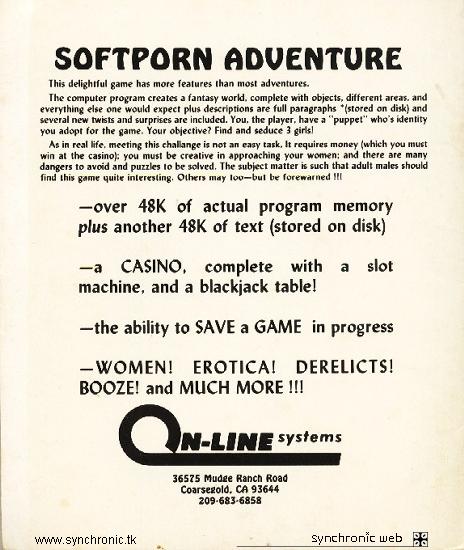 SOFTPORN ADVENTURE
This delightful game has more features than most adventures.
The computer program creates a fantasy world, complete with objects, different areas, and
everything else one would expect plus descriptions are full paragraphs *(stored on disk) and
several new twists and surprises are included. You, the player, have a "puppet" who's identity
you adopt for the game. Your objective? Find and seduce 3 girls!
As in real life, meeting this challange is not an easy task. It requires money (which you must
win at the casino); you must be creative in approaching your women; and there are many
dangers to avoid and puzzles to be solved. The subject matter is such that adult males should
find this game quite interesting. Others may too—but be forewarned !!!
—over 48K of actual program memory
plus another 48K of text (stored on disk)
—a CASINO, complete with a slot
machine, and a blackjack table!
—the ability to SAVE a GAME in progress
—WOMEN! EROTICA! DERELICTS!
BOOZE! and MUCH MORE !!!
ON-LINE systems
36575 Mudge Ranch Road
Coarsegold, CA 93644
209-683-6858
www.synchronic.tk Synchronic web